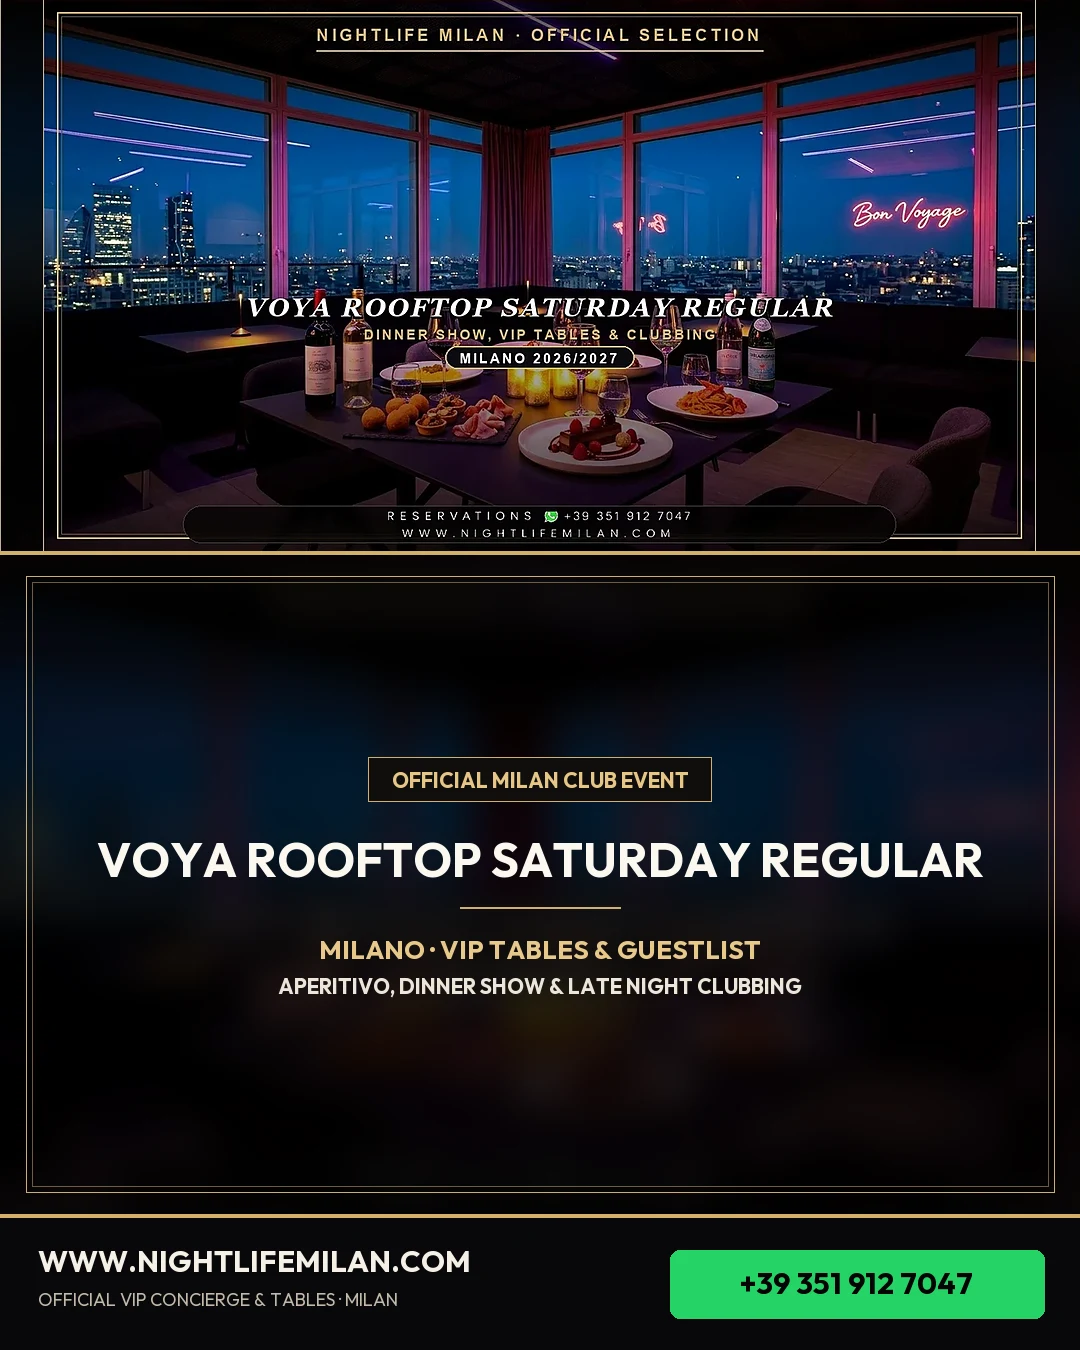 NIGHTLIFE MILAN · OFFICIAL SELECTION
Bon Voyage
VOYA ROOFTOP SATURDAY REGULAR
DINNER SHOW, VIP TABLES & CLUBBING
MILANO 2026/2027
RESERVATIONS +39 351 912 7047
WWW.NIGHTLIFEMILAN.COM
OFFICIAL MILAN CLUB EVENT
VOYA ROOFTOP SATURDAY REGULAR
MILANO · VIP TABLES & GUESTLIST
APERITIVO, DINNER SHOW & LATE NIGHT CLUBBING
WWW.NIGHTLIFEMILAN.COM
+39 351 912 7047
OFFICIAL VIP CONCIERGE & TABLES · MILAN